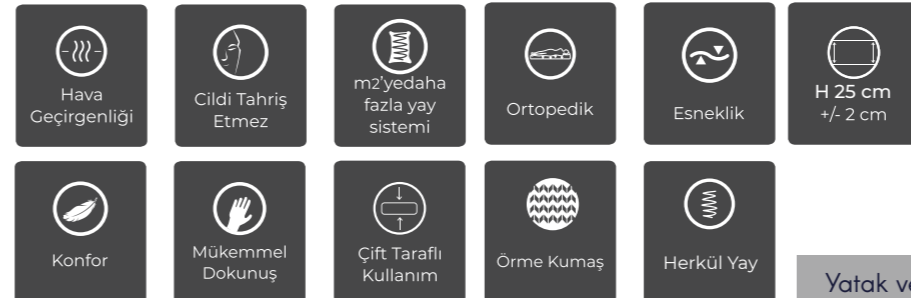 Hava
Geçirgenliği
Cildi Tahriş
Etmez
m2'yedaha
fazla yay
sistemi
Ortopedik
Esneklik
H 25 cm
+/- 2 cm
Konfor
Mükemmel
Dokunuş
Çift Taraflı
Kullanım
Örme Kumaş
Herkül Yay
Yatak